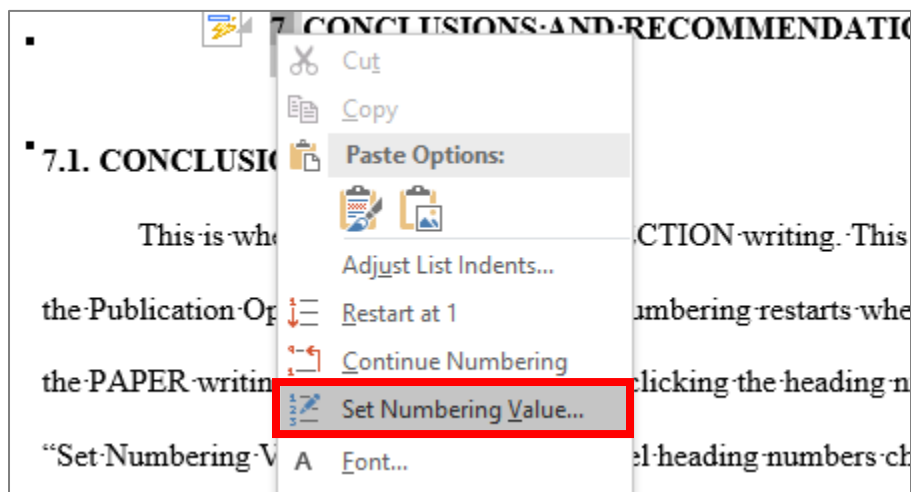 7 CONCLUSIONS AND RECOMMENDATIO
Cut
Copy
7.1. CONCLUSIO
Paste Options:
This is whe CTION writing. This
Adjust List Indents...
the Publication Op umbering restarts whe
Restart at 1
Continue Numbering
the PAPER writin clicking the heading n
Set Numbering Value...
“Set Numbering V el heading numbers ch
Font...